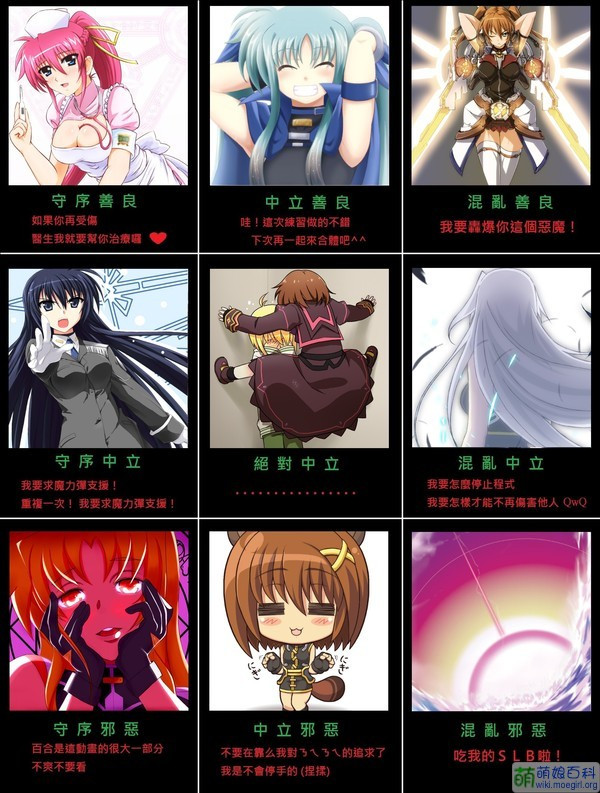 守序善良
如果你再受傷
醫生我就要幫你治療囉
中立善良
哇！這次練習做的不錯
下次再一起來合體吧^^
混亂善良
我要轟爆你這個惡魔！
守序中立
我要求魔力彈支援！
重複一次！我要求魔力彈支援！
絕對中立
................
混亂中立
我要怎麼停止程式
我要怎樣才能不再傷害他人 QwQ
守序邪惡
百合是這動畫的很大一部分
不爽不要看
中立邪惡
にぎ
にぎ
不要在靠么我對ㄋㄟㄋㄟ的追求了
我是不會停手的 (捏揉)
混亂邪惡
吃我的ＳＬＢ啦！
萌 萌娘百科
wiki.moegirl.org